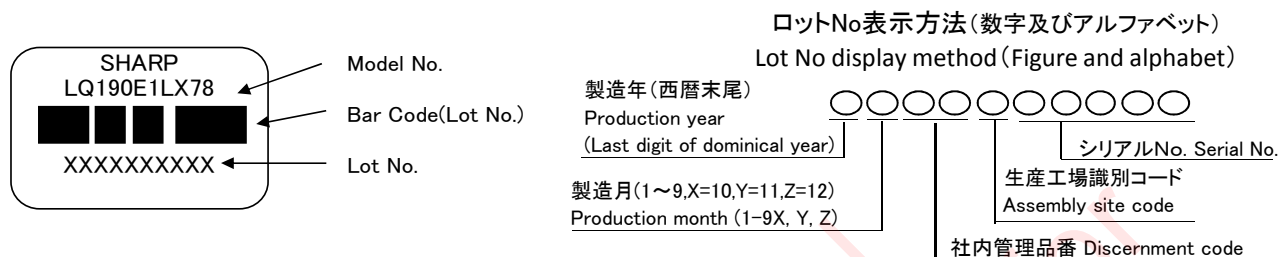 SHARP
LQ190E1LX78
XXXXXXXXXX
Model No.
Bar Code(Lot No.)
Lot No.
ロットNo表示方法(数字及びアルファベット)
Lot No display method(Figure and alphabet)
製造年(西暦末尾)
Production year
(Last digit of dominical year)
シリアルNo. Serial No.
製造月(1～9,X=10,Y=11,Z=12)
Production month (1-9X, Y, Z)
生産工場識別コード
Assembly site code
社内管理品番 Discernment code